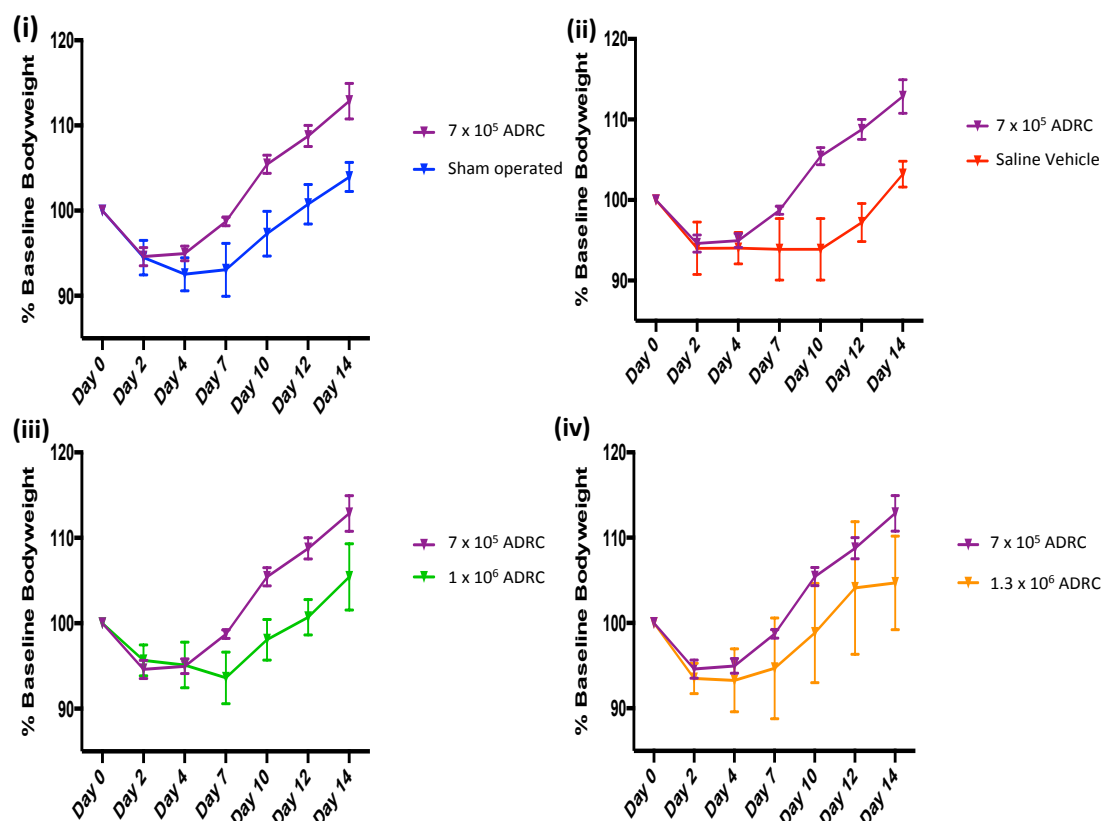 (i)
% Baseline Bodyweight
120
110
100
90
Day 0
Day 2
Day 4
Day 7
Day 10
Day 12
Day 14
7 x 10⁵ ADRC
Sham operated
(ii)
% Baseline Bodyweight
120
110
100
90
Day 0
Day 2
Day 4
Day 7
Day 10
Day 12
Day 14
7 x 10⁵ ADRC
Saline Vehicle
(iii)
% Baseline Bodyweight
120
110
100
90
Day 0
Day 2
Day 4
Day 7
Day 10
Day 12
Day 14
7 x 10⁵ ADRC
1 x 10⁶ ADRC
(iv)
% Baseline Bodyweight
120
110
100
90
Day 0
Day 2
Day 4
Day 7
Day 10
Day 12
Day 14
7 x 10⁵ ADRC
1.3 x 10⁶ ADRC